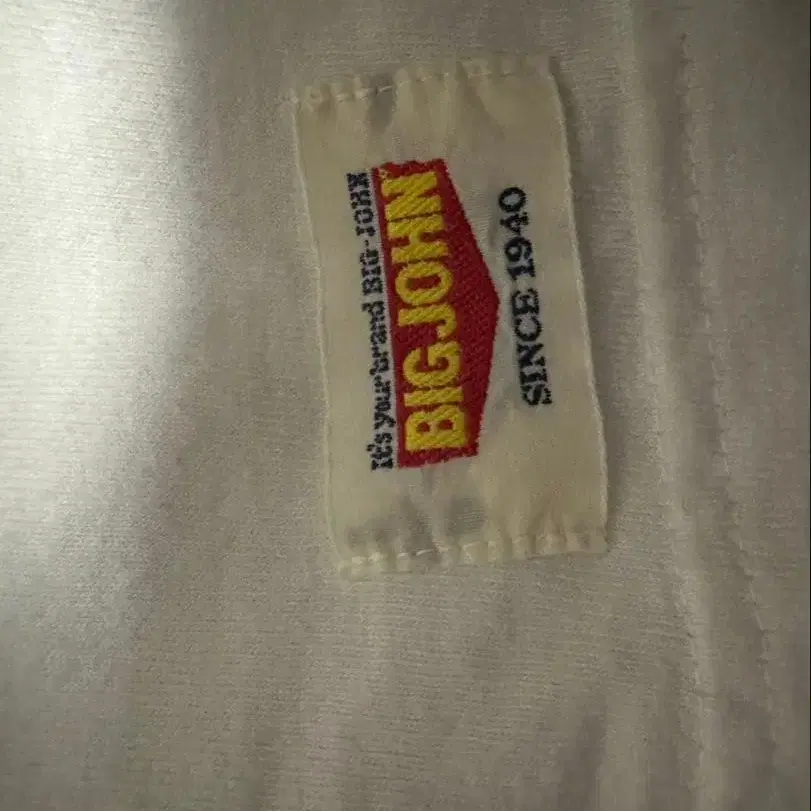 It's your brand BIG-JOHN
BIG JOHN
SINCE 1940